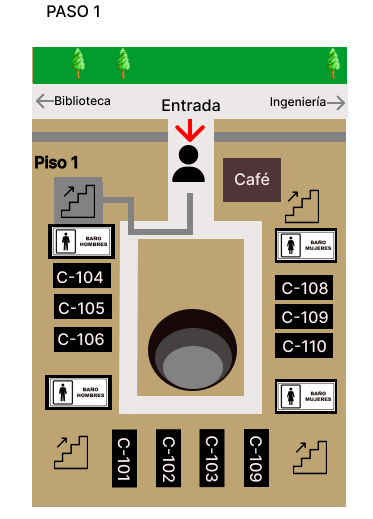 PASO 1
Biblioteca
Entrada
Ingeniería
Piso 1
Café
BAÑO
HOMBRES
BAÑO
MUJERES
C-104
C-105
C-106
C-108
C-109
C-110
BAÑO
HOMBRES
BAÑO
MUJERES
C-101
C-102
C-103
C-109